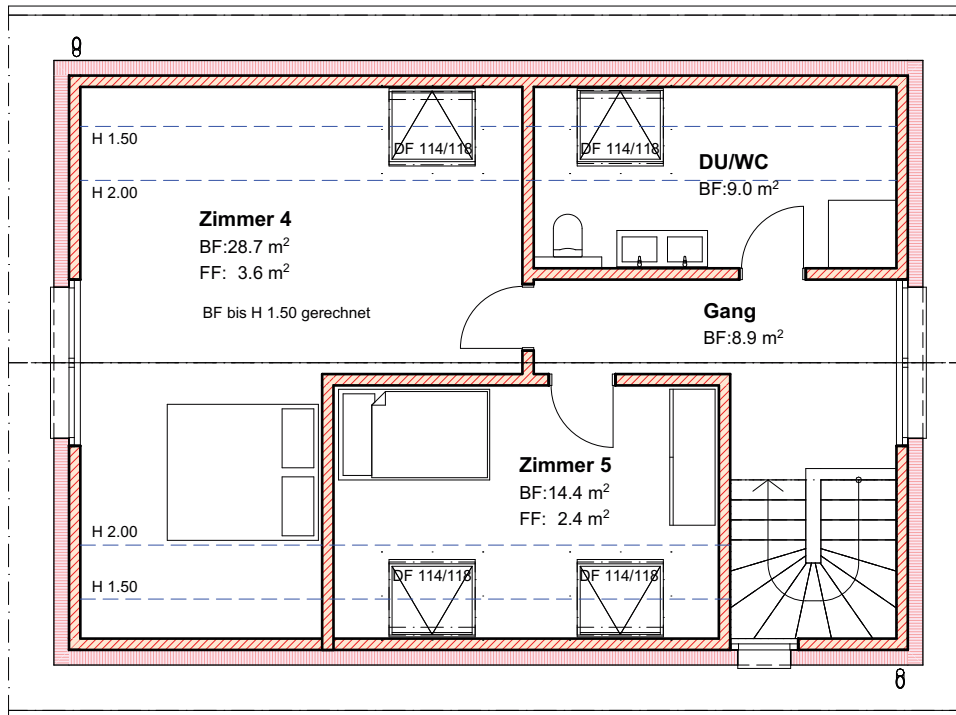 H 1.50
DF 114/118
DF 114/118
DU/WC
BF:9.0 m²
H 2.00
Zimmer 4
BF:28.7 m²
FF: 3.6 m²
BF bis H 1.50 gerechnet
Gang
BF:8.9 m²
Zimmer 5
BF:14.4 m²
FF: 2.4 m²
H 2.00
H 1.50
DF 114/118
DF 114/118